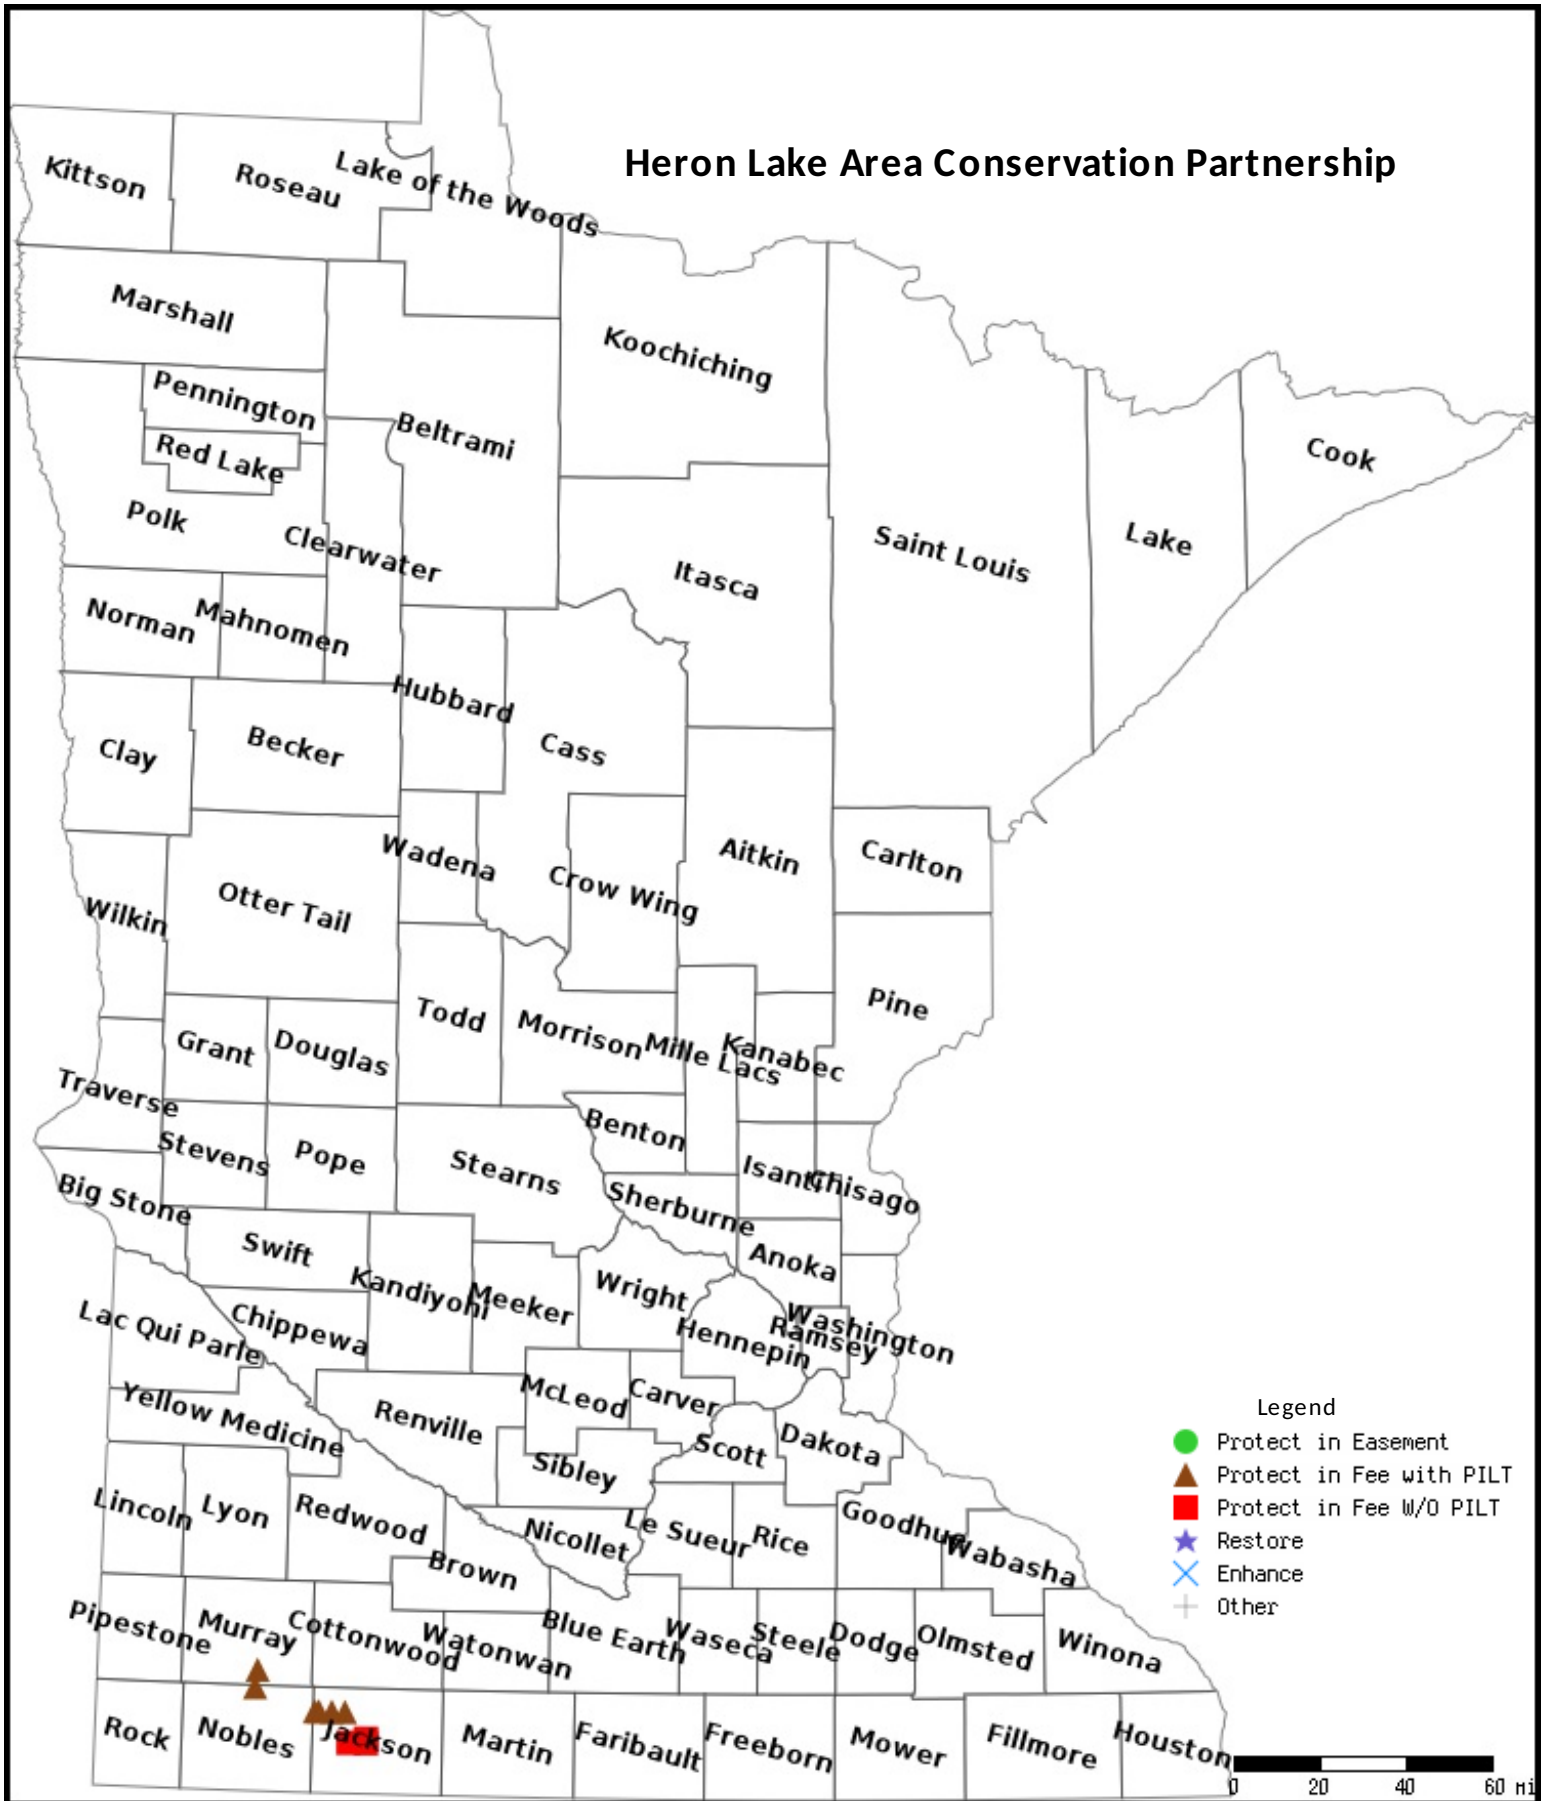 Heron Lake Area Conservation Partnership
Kittson
Roseau
Lake of the Woods
Marshall
Koochiching
Pennington
Beltrami
Red Lake
Cook
Polk
Clearwater
Saint Louis
Lake
Itasca
Norman
Mahnomen
Hubbard
Cass
Clay
Becker
Wadena
Aitkin
Carlton
Crow Wing
Otter Tail
Wilkin
Pine
Todd
Morrison
Mille Lacs
Kanabec
Grant
Douglas
Traverse
Benton
Stevens
Pope
Stearns
Isanti
Chisago
Big Stone
Sherburne
Swift
Anoka
Kandiyohi
Meeker
Wright
Washington
Ramsey
Hennepin
Lac Qui Parle
Chippewa
McLeod
Carver
Yellow Medicine
Renville
Scott
Dakota
Sibley
Lincoln
Lyon
Redwood
Nicollet
Le Sueur
Rice
Goodhue
Wabasha
Brown
Pipestone
Murray
Cottonwood
Watonwan
Blue Earth
Waseca
Steele
Dodge
Olmsted
Winona
Rock
Nobles
Jackson
Martin
Faribault
Freeborn
Mower
Fillmore
Houston
Legend
Protect in Easement
Protect in Fee with PILT
Protect in Fee W/O PILT
Restore
Enhance
Other
0 20 40 60 mi